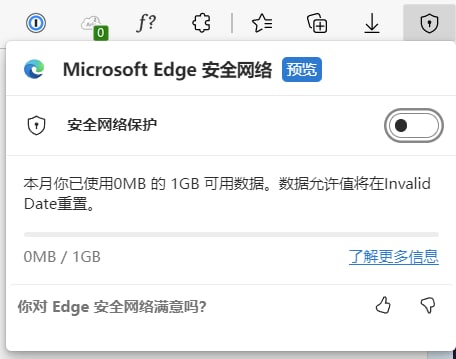 0
f?
Microsoft Edge 安全网络 预览
安全网络保护
本月你已使用0MB 的 1GB 可用数据。数据允许值将在Invalid
Date重置。
0MB / 1GB 了解更多信息
你对 Edge 安全网络满意吗?